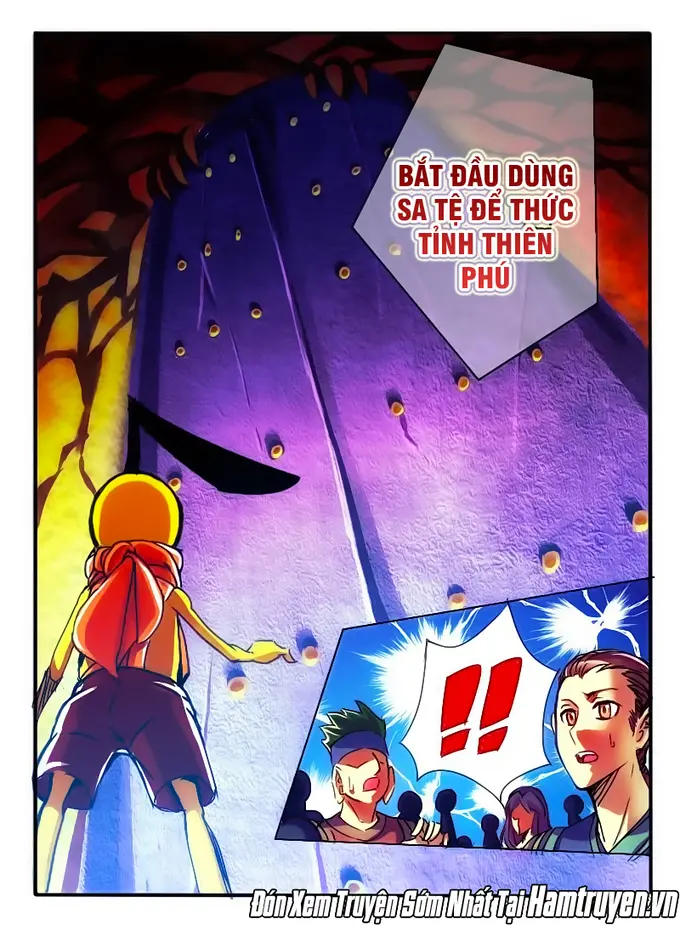 BẮT ĐẦU DÙNG
SA TỆ ĐỂ THỨC
TỈNH THIÊN
PHÚ
!!
Đón Xem Truyện Sớm Nhất Tại Hamtruyen.vn